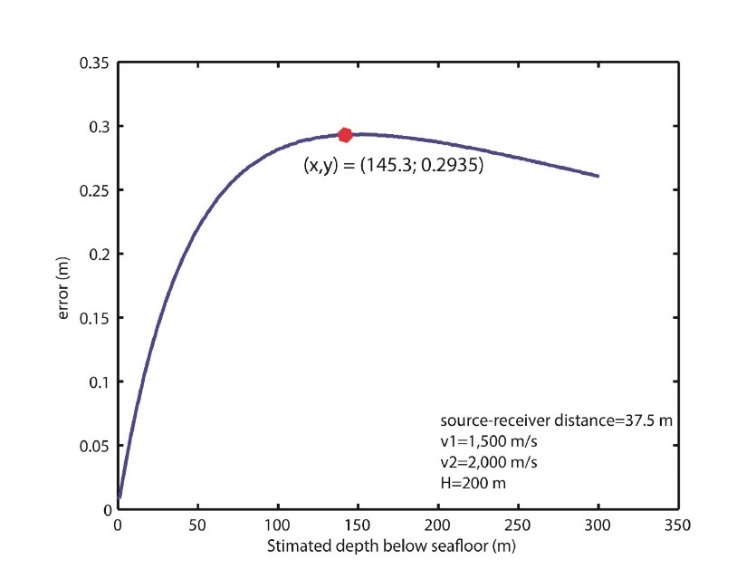 0.35
0.3
(x,y) = (145.3; 0.2935)
0.25
0.2
error (m)
0.15
0.1
source-receiver distance=37.5 m
0.05
v1=1,500 m/s
v2=2,000 m/s
H=200 m
0
0 50 100 150 200 250 300 350
Stimated depth below seafloor (m)